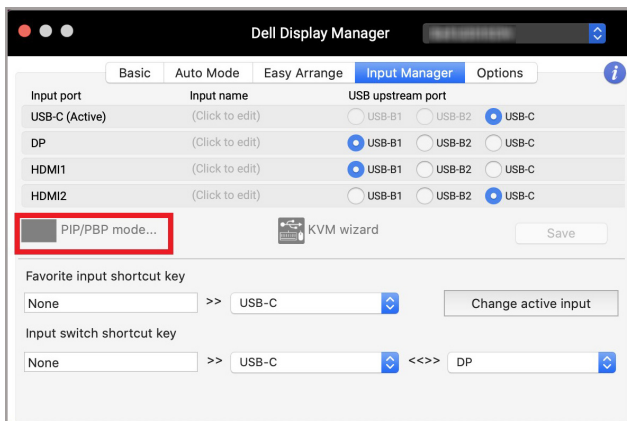 Dell Display Manager
Basic Auto Mode Easy Arrange Input Manager Options i
Input port Input name USB upstream port
USB-C (Active) (Click to edit) USB-B1 USB-B2 USB-C
DP (Click to edit) USB-B1 USB-B2 USB-C
HDMI1 (Click to edit) USB-B1 USB-B2 USB-C
HDMI2 (Click to edit) USB-B1 USB-B2 USB-C
PIP/PBP mode... KVM wizard Save
Favorite input shortcut key
None >> USB-C Change active input
Input switch shortcut key
None >> USB-C <<>> DP